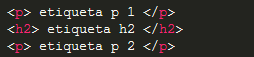 <p> etiqueta p 1 </p>
<h2> etiqueta h2 </h2>
<p> etiqueta p 2 </p>